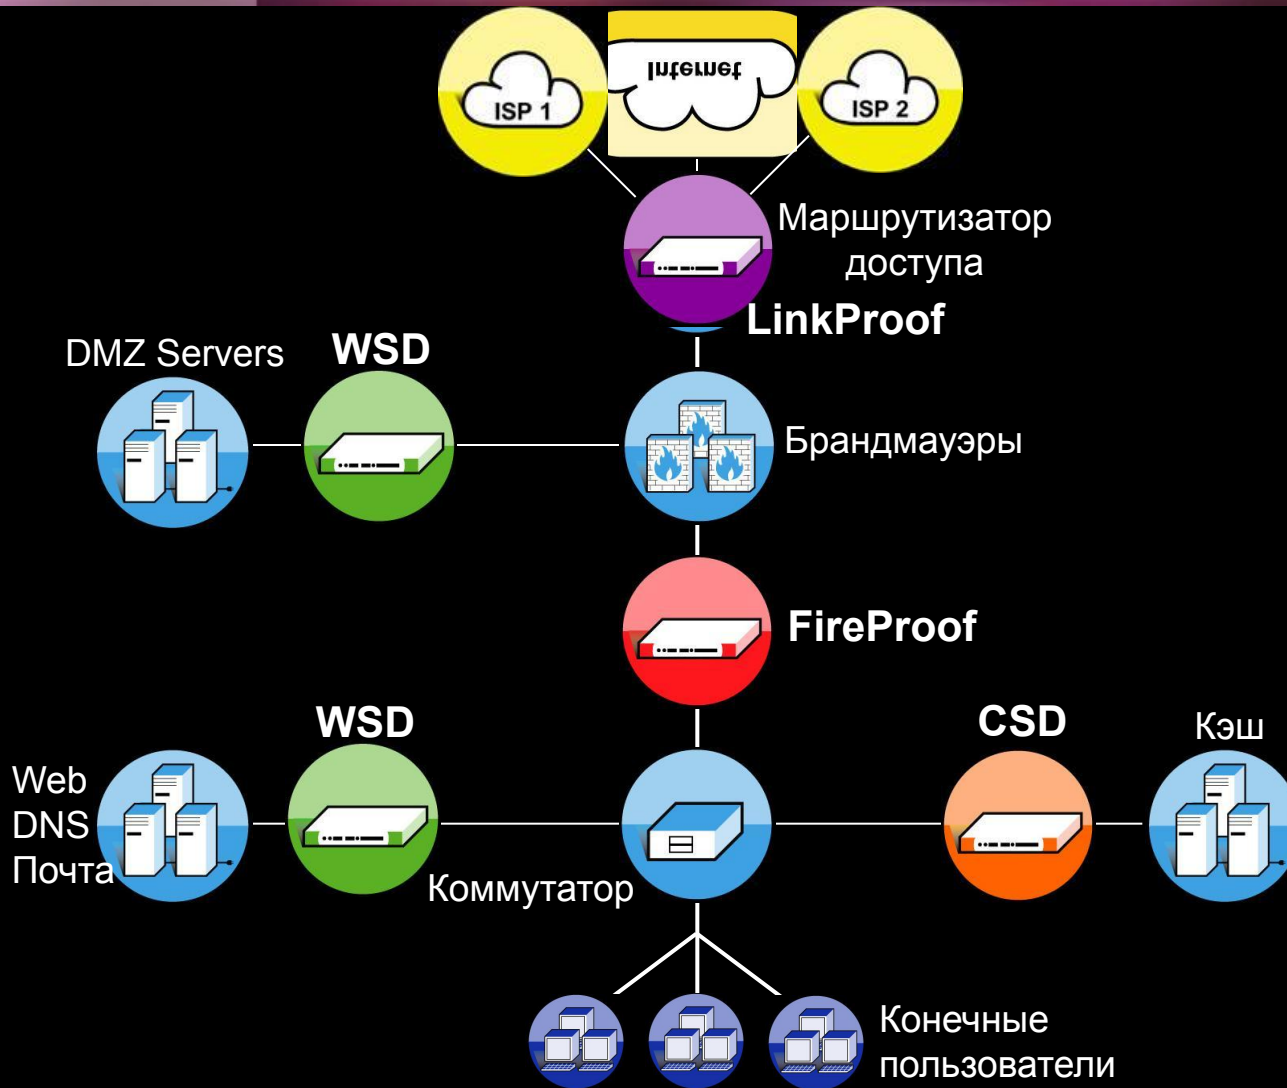 ISP 1
Internet
ISP 2
Маршрутизатор
доступа
LinkProof
DMZ Servers
WSD
Брандмауэры
FireProof
WSD
CSD
Кэш
Web
DNS
Почта
Коммутатор
Конечные
пользователи